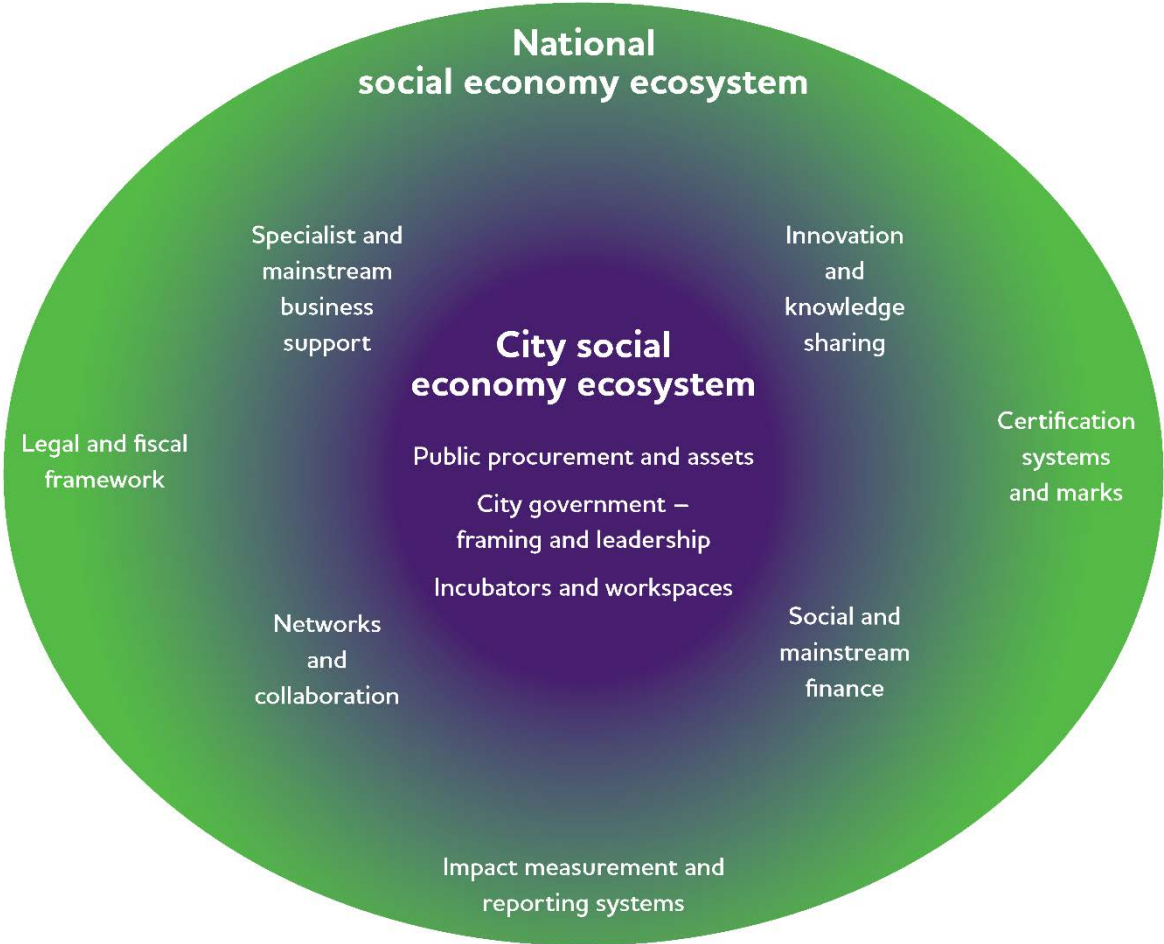 National
social economy ecosystem
Specialist and
mainstream
business
support
Innovation
and
knowledge
sharing
City social
economy ecosystem
Legal and fiscal
framework
Public procurement and assets
City government –
framing and leadership
Incubators and workspaces
Certification
systems
and marks
Networks
and
collaboration
Social and
mainstream
finance
Impact measurement and
reporting systems